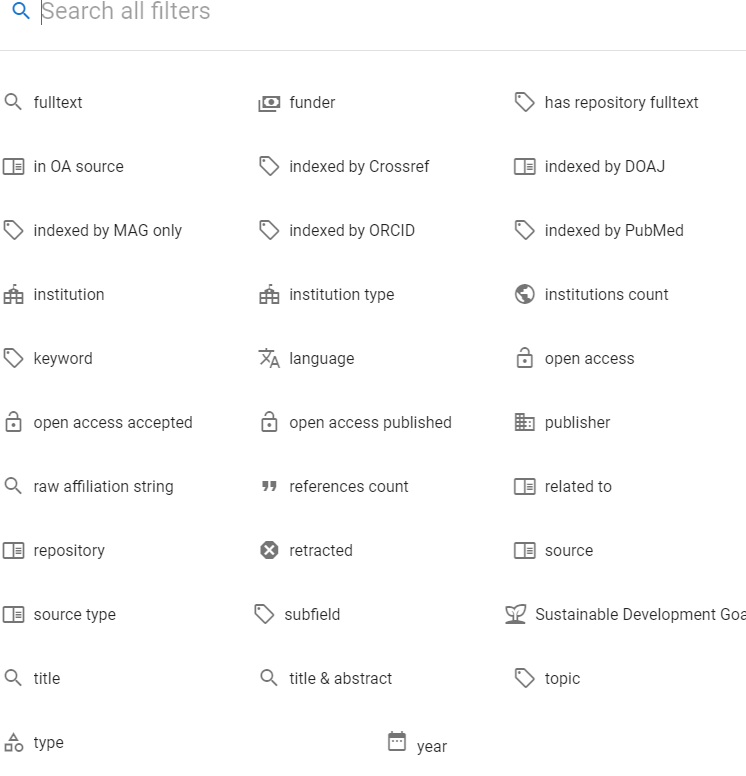 Search all filters
fulltext funder has repository fulltext
in OA source indexed by Crossref indexed by DOAJ
indexed by MAG only indexed by ORCID indexed by PubMed
institution institution type institutions count
keyword language open access
open access accepted open access published publisher
raw affiliation string references count related to
repository retracted source
source type subfield Sustainable Development Goa
title title & abstract topic
type year